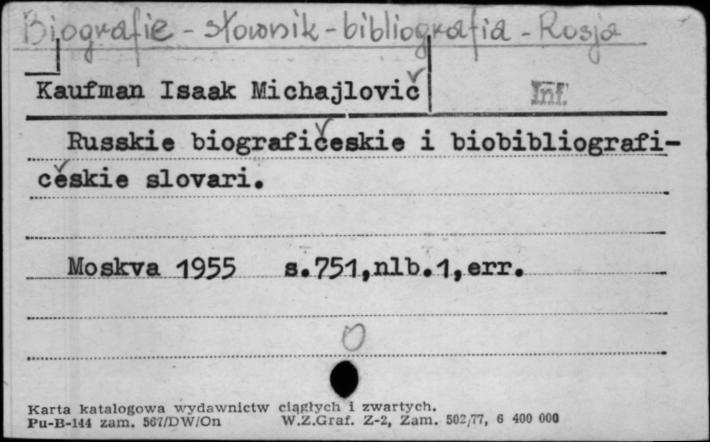 Biografie - słownik - bibliografia - Rosja
Kaufman Isaak Michajlovič
Inf.
Russkie biografičeskie i biobibliografi-
českie slovari.
Moskva 1955 s.751,nlb.1,err.
0
Karta katalogowa wydawnictw ciągłych i zwartych.
Pu-B-144 zam. 567/DW/On W.Z.Graf. Z-2, Zam. 502/77, 6 400 000